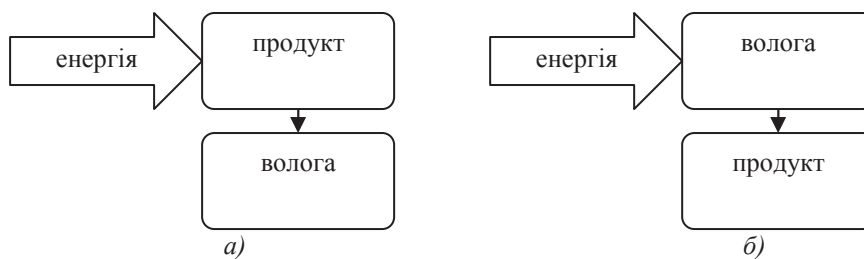 енергія
продукт
волога
а)
енергія
волога
продукт
б)